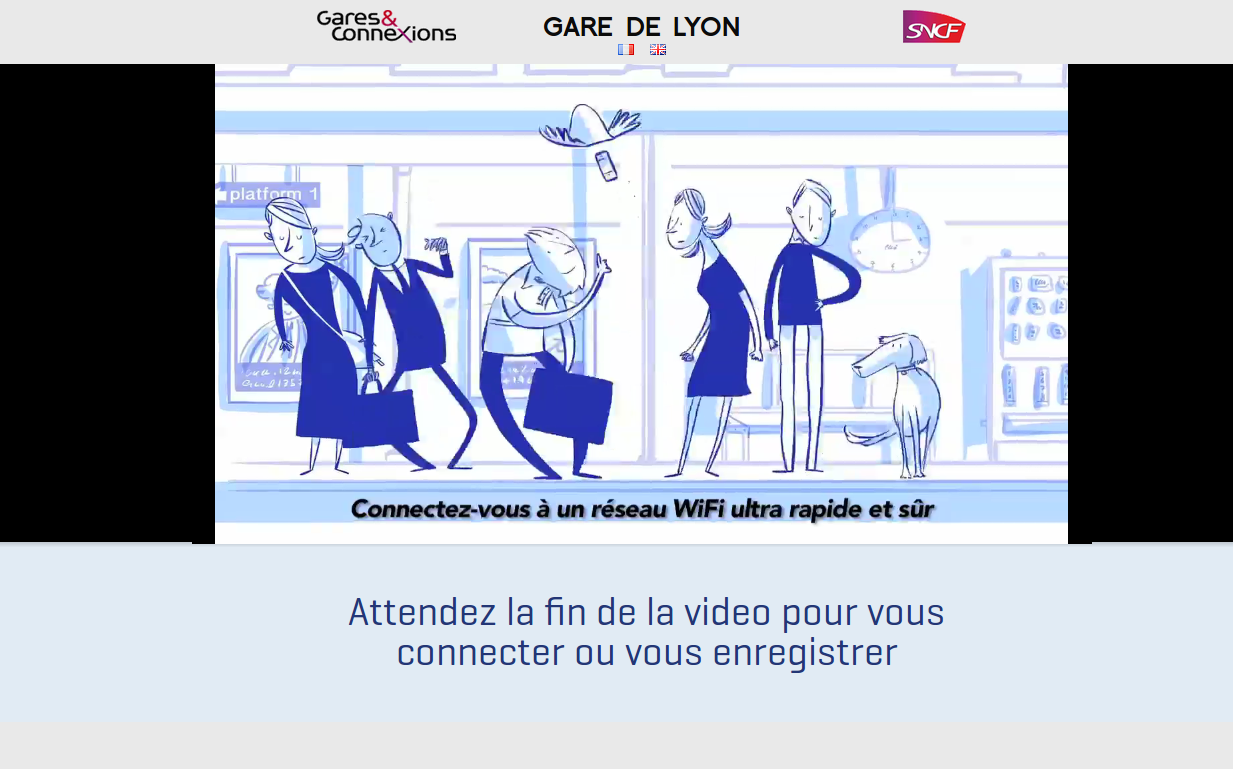 Gares&
Connexions
GARE DE LYON
SNCF
platform 1
Connectez-vous à un réseau WiFi ultra rapide et sûr
Attendez la fin de la video pour vous
connecter ou vous enregistrer